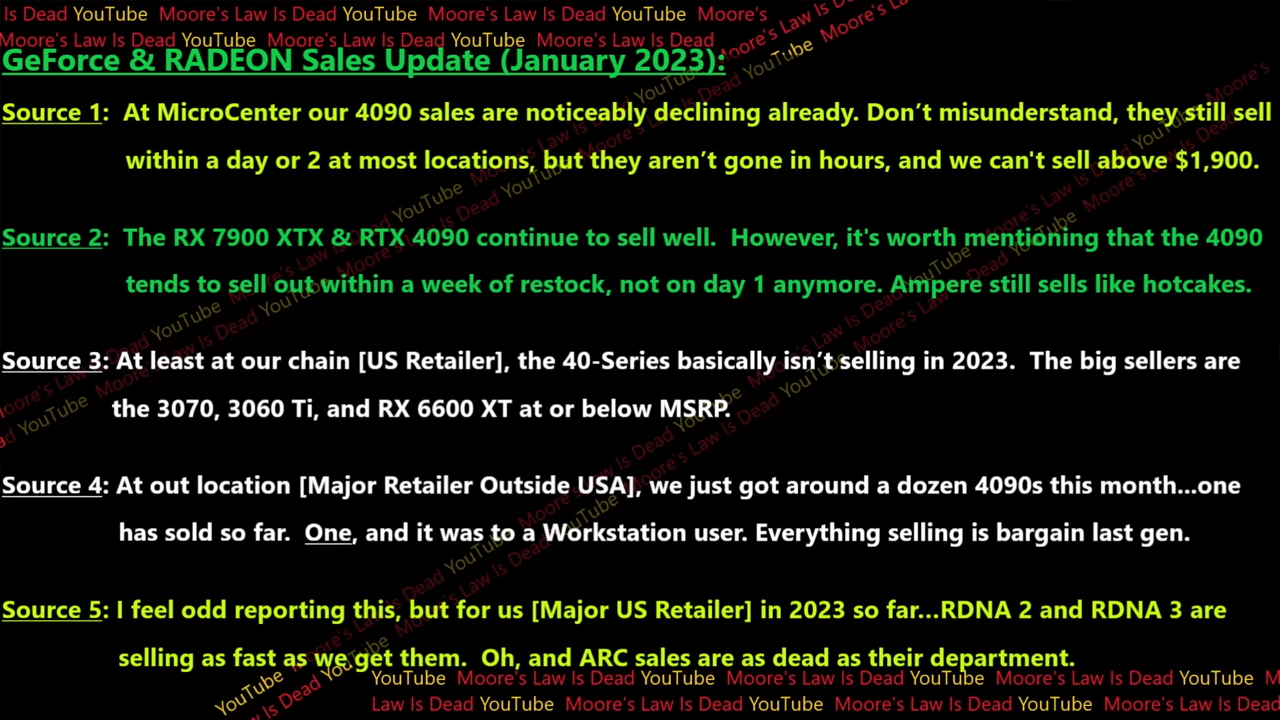 Is Dead YouTube Moore's Law Is Dead YouTube Moore's Law Is Dead YouTube Moore's
Moore's Law Is Dead YouTube Moore's Law Is Dead YouTube Moore's Law Is Dead
GeForce & RADEON Sales Update (January 2023):
Source 1: At MicroCenter our 4090 sales are noticeably declining already. Don’t misunderstand, they still sell
within a day or 2 at most locations, but they aren’t gone in hours, and we can't sell above $1,900.
Source 2: The RX 7900 XTX & RTX 4090 continue to sell well. However, it's worth mentioning that the 4090
tends to sell out within a week of restock, not on day 1 anymore. Ampere still sells like hotcakes.
Source 3: At least at our chain [US Retailer], the 40-Series basically isn’t selling in 2023. The big sellers are
the 3070, 3060 Ti, and RX 6600 XT at or below MSRP.
Source 4: At out location [Major Retailer Outside USA], we just got around a dozen 4090s this month...one
has sold so far. One, and it was to a Workstation user. Everything selling is bargain last gen.
Source 5: I feel odd reporting this, but for us [Major US Retailer] in 2023 so far...RDNA 2 and RDNA 3 are
selling as fast as we get them. Oh, and ARC sales are as dead as their department.
YouTube Moore's Law Is Dead YouTube Moore's Law Is Dead YouTube Moore's Law Is Dead YouTube
Law Is Dead YouTube Moore's Law Is Dead YouTube Moore's Law Is Dead YouTube Moore's Law Is Dead